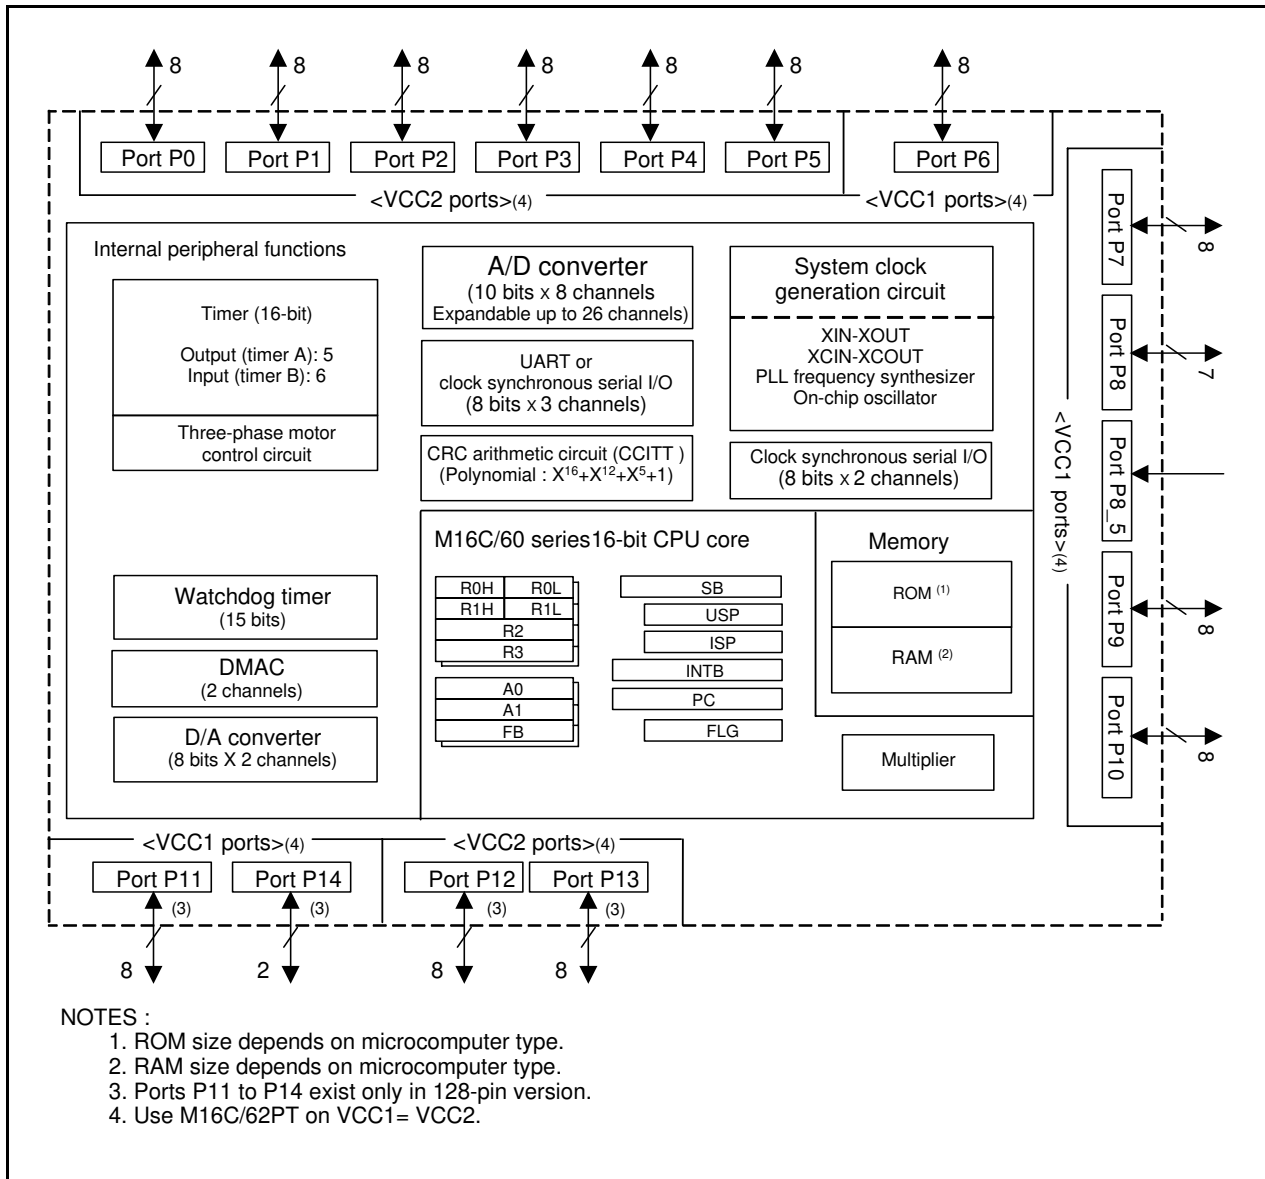 8 8 8 8 8 8 8
Port P0 Port P1 Port P2 Port P3 Port P4 Port P5 Port P6
<VCC2 ports>(4) <VCC1 ports>(4)
Internal peripheral functions
Timer (16-bit)
Output (timer A): 5
Input (timer B): 6
Three-phase motor
control circuit
A/D converter
(10 bits x 8 channels
Expandable up to 26 channels)
UART or
clock synchronous serial I/O
(8 bits x 3 channels)
CRC arithmetic circuit (CCITT )
(Polynomial : X16+X12+X5+1)
System clock
generation circuit
XIN-XOUT
XCIN-XCOUT
PLL frequency synthesizer
On-chip oscillator
Clock synchronous serial I/O
(8 bits x 2 channels)
Watchdog timer
(15 bits)
DMAC
(2 channels)
D/A converter
(8 bits X 2 channels)
M16C/60 series16-bit CPU core
R0H R0L
R1H R1L
R2
R3
A0
A1
FB
SB
USP
ISP
INTB
PC
FLG
Memory
ROM (1)
RAM (2)
Multiplier
<VCC1 ports>(4)
Port P7
8
Port P8
7
Port P8_5
Port P9
8
Port P10
8
<VCC1 ports>(4) <VCC2 ports>(4)
Port P11 Port P14 Port P12 Port P13
(3) (3) (3) (3)
8 2 8 8
NOTES :
1. ROM size depends on microcomputer type.
2. RAM size depends on microcomputer type.
3. Ports P11 to P14 exist only in 128-pin version.
4. Use M16C/62PT on VCC1= VCC2.